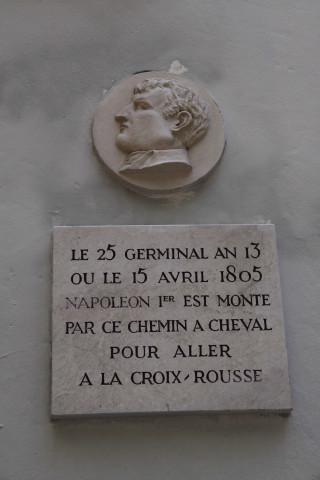 LE 25 GERMINAL AN 13
OU LE 15 AVRIL 1805
NAPOLEON 1ER EST MONTE
PAR CE CHEMIN A CHEVAL
POUR ALLER
A LA CROIX-ROUSSE